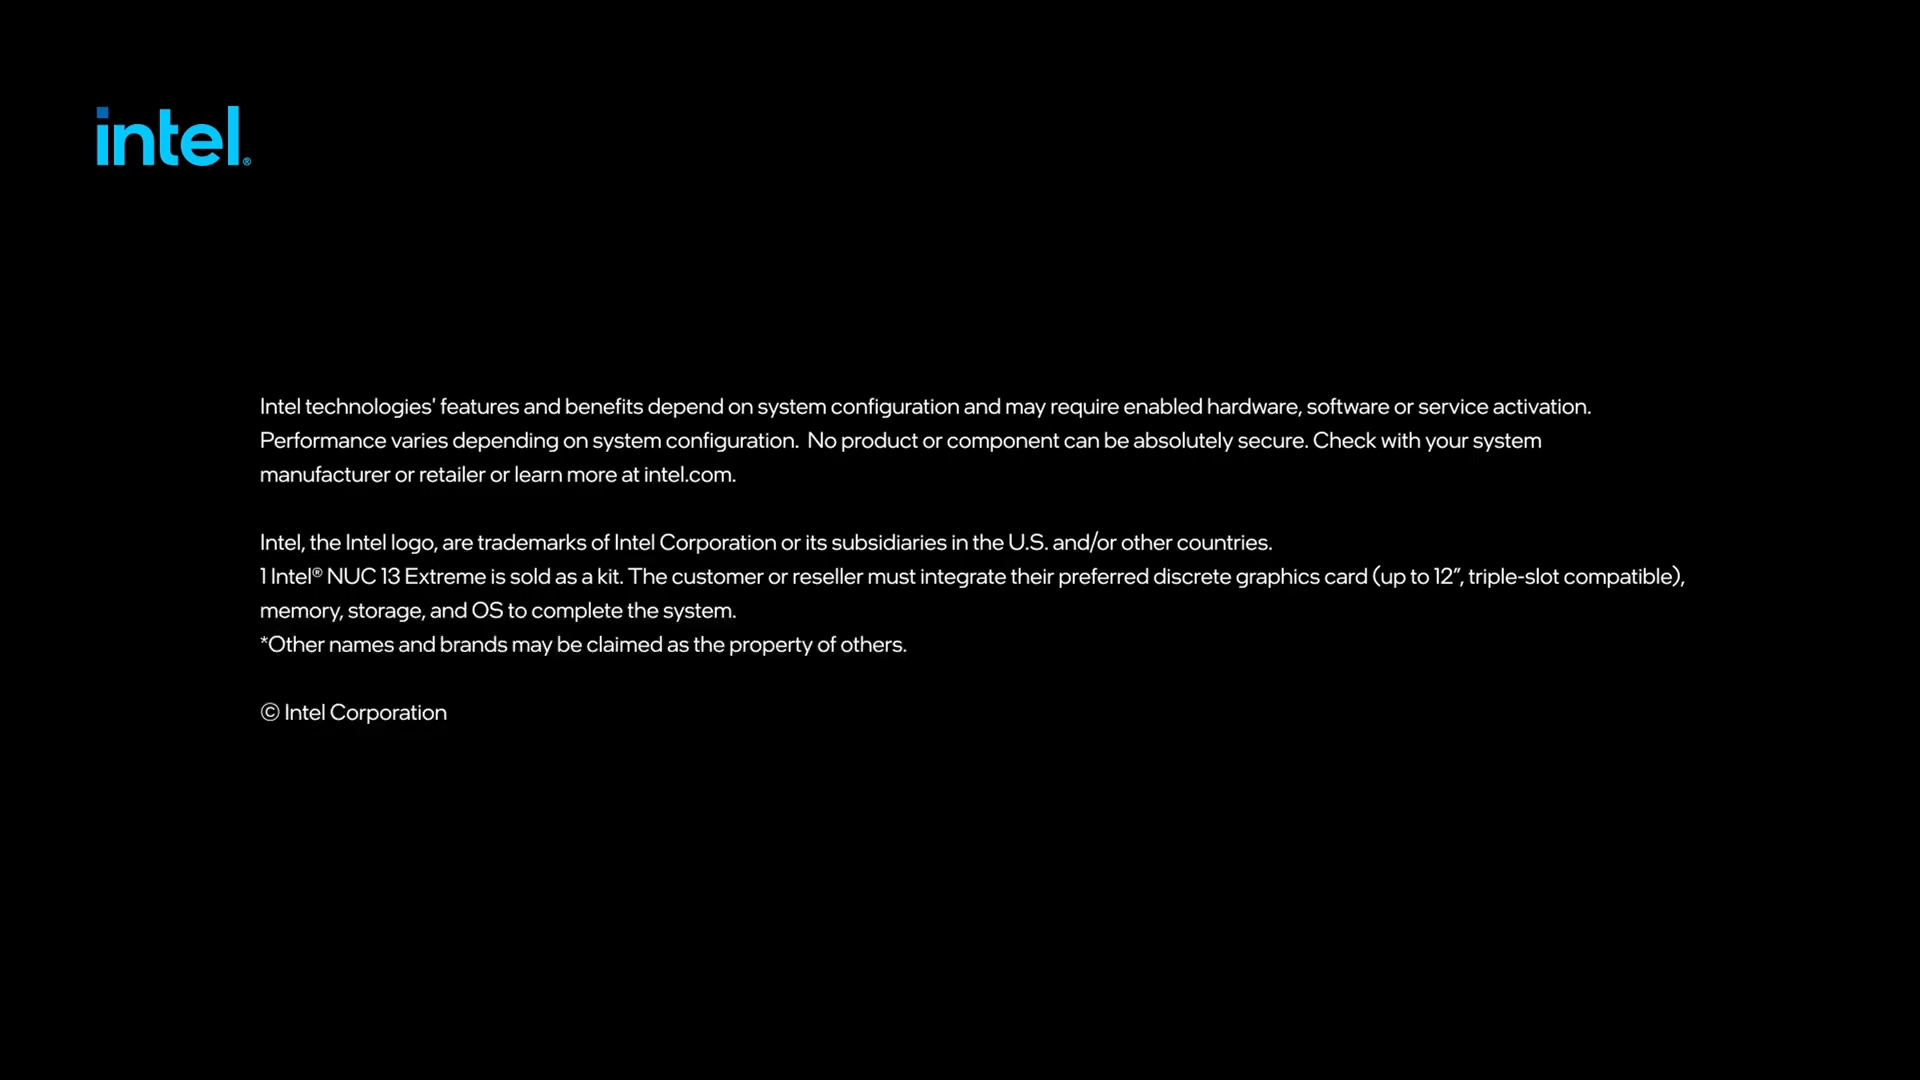 intel®
Intel technologies' features and benefits depend on system configuration and may require enabled hardware, software or service activation.
Performance varies depending on system configuration.  No product or component can be absolutely secure. Check with your system
manufacturer or retailer or learn more at intel.com.
Intel, the Intel logo, are trademarks of Intel Corporation or its subsidiaries in the U.S. and/or other countries.
1 Intel® NUC 13 Extreme is sold as a kit. The customer or reseller must integrate their preferred discrete graphics card (up to 12”, triple-slot compatible),
memory, storage, and OS to complete the system.
*Other names and brands may be claimed as the property of others.
© Intel Corporation